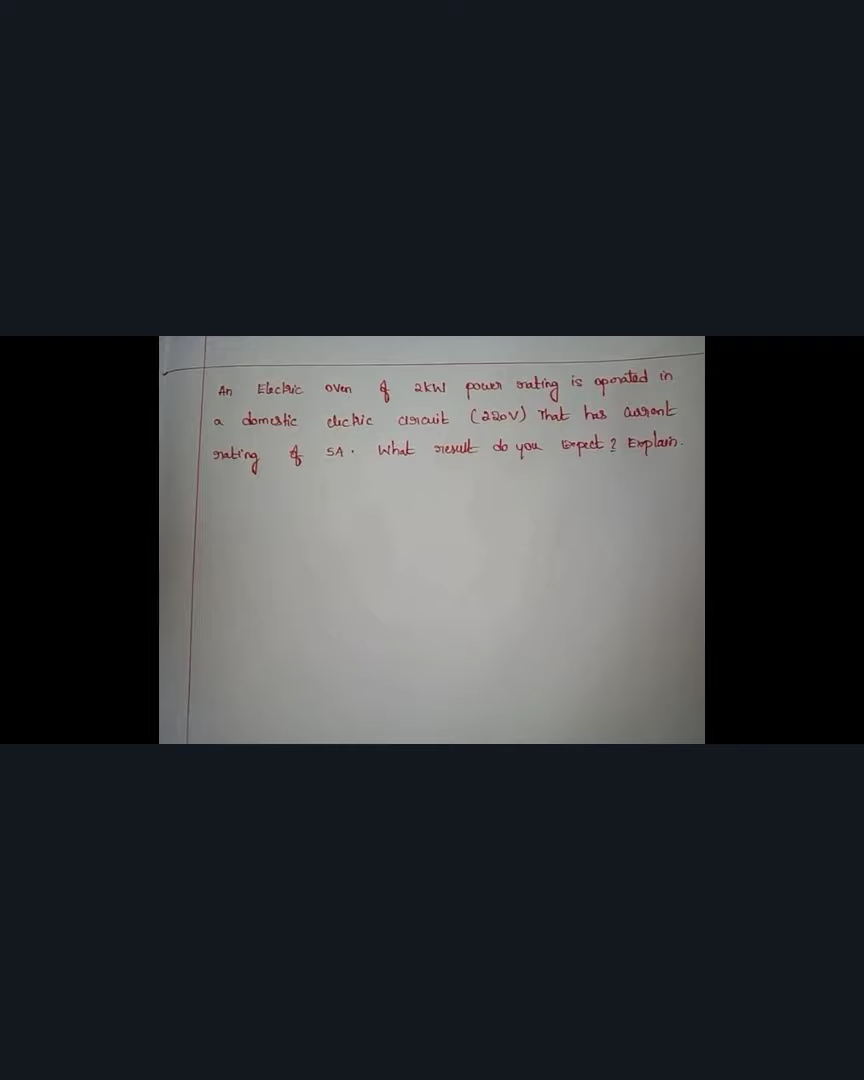 An Electric oven of 2kW power rating is operated in
a domestic electric circuit (220V) That has current
rating of 5A. What result do you Expect? Explain.